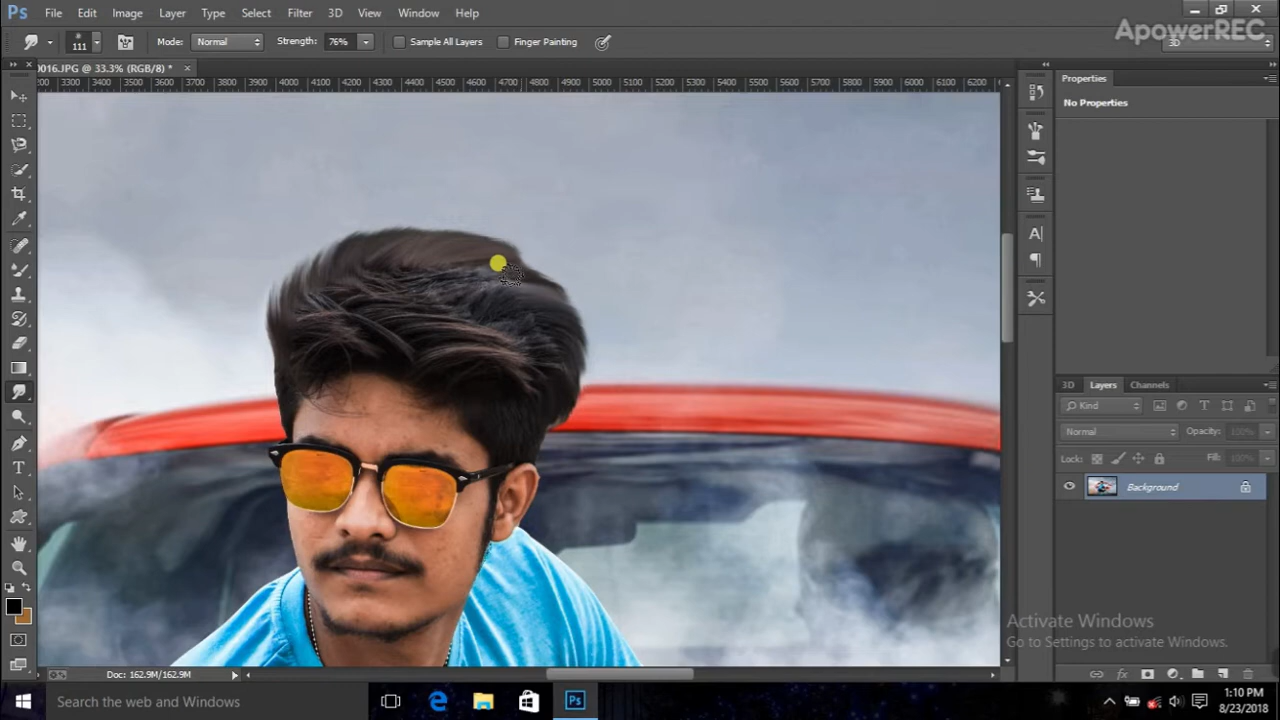 Ps File Edit Image Layer Type Select Filter 3D View Window Help
ApowerREC
111 Mode: Normal Strength: 76% Sample All Layers Finger Painting 3D
0016.JPG @ 33.3% (RGB/8) * ×
3300 3400 3500 3600 3700 3800 3900 4000 4100 4200 4300 4400 4500 4600 4700 4800 4900 5000 5100 5200 5300 5400 5500 5600 5700 5800 5900 6000 6100 6200
Properties
No Properties
3D Layers Channels
Kind
Normal Opacity: 100%
Lock: Fill: 100%
Background
Activate Windows
Go to Settings to activate Windows.
Doc: 162.9M/162.9M
Search the web and Windows
Ps
1:10 PM
8/23/2018